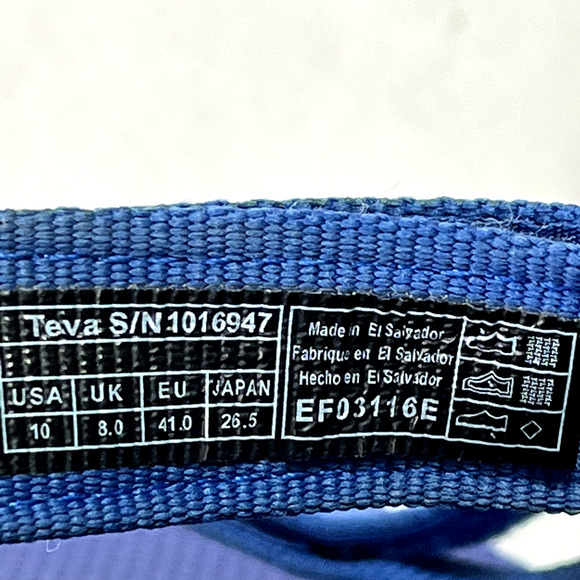 Teva S/N 1016947
USA UK EU JAPAN
10 8.0 41.0 26.5
Made in El Salvador
Fabrique en El Salvador
Hecho en El Salvador
EF03116E